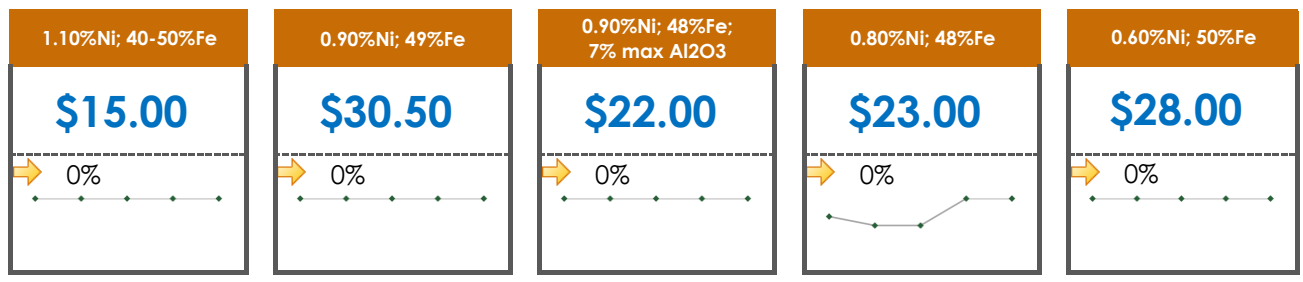 1.10%Ni; 40-50%Fe
$15.00
0%
0.90%Ni; 49%Fe
$30.50
0%
0.90%Ni; 48%Fe;
7% max Al2O3
$22.00
0%
0.80%Ni; 48%Fe
$23.00
0%
0.60%Ni; 50%Fe
$28.00
0%